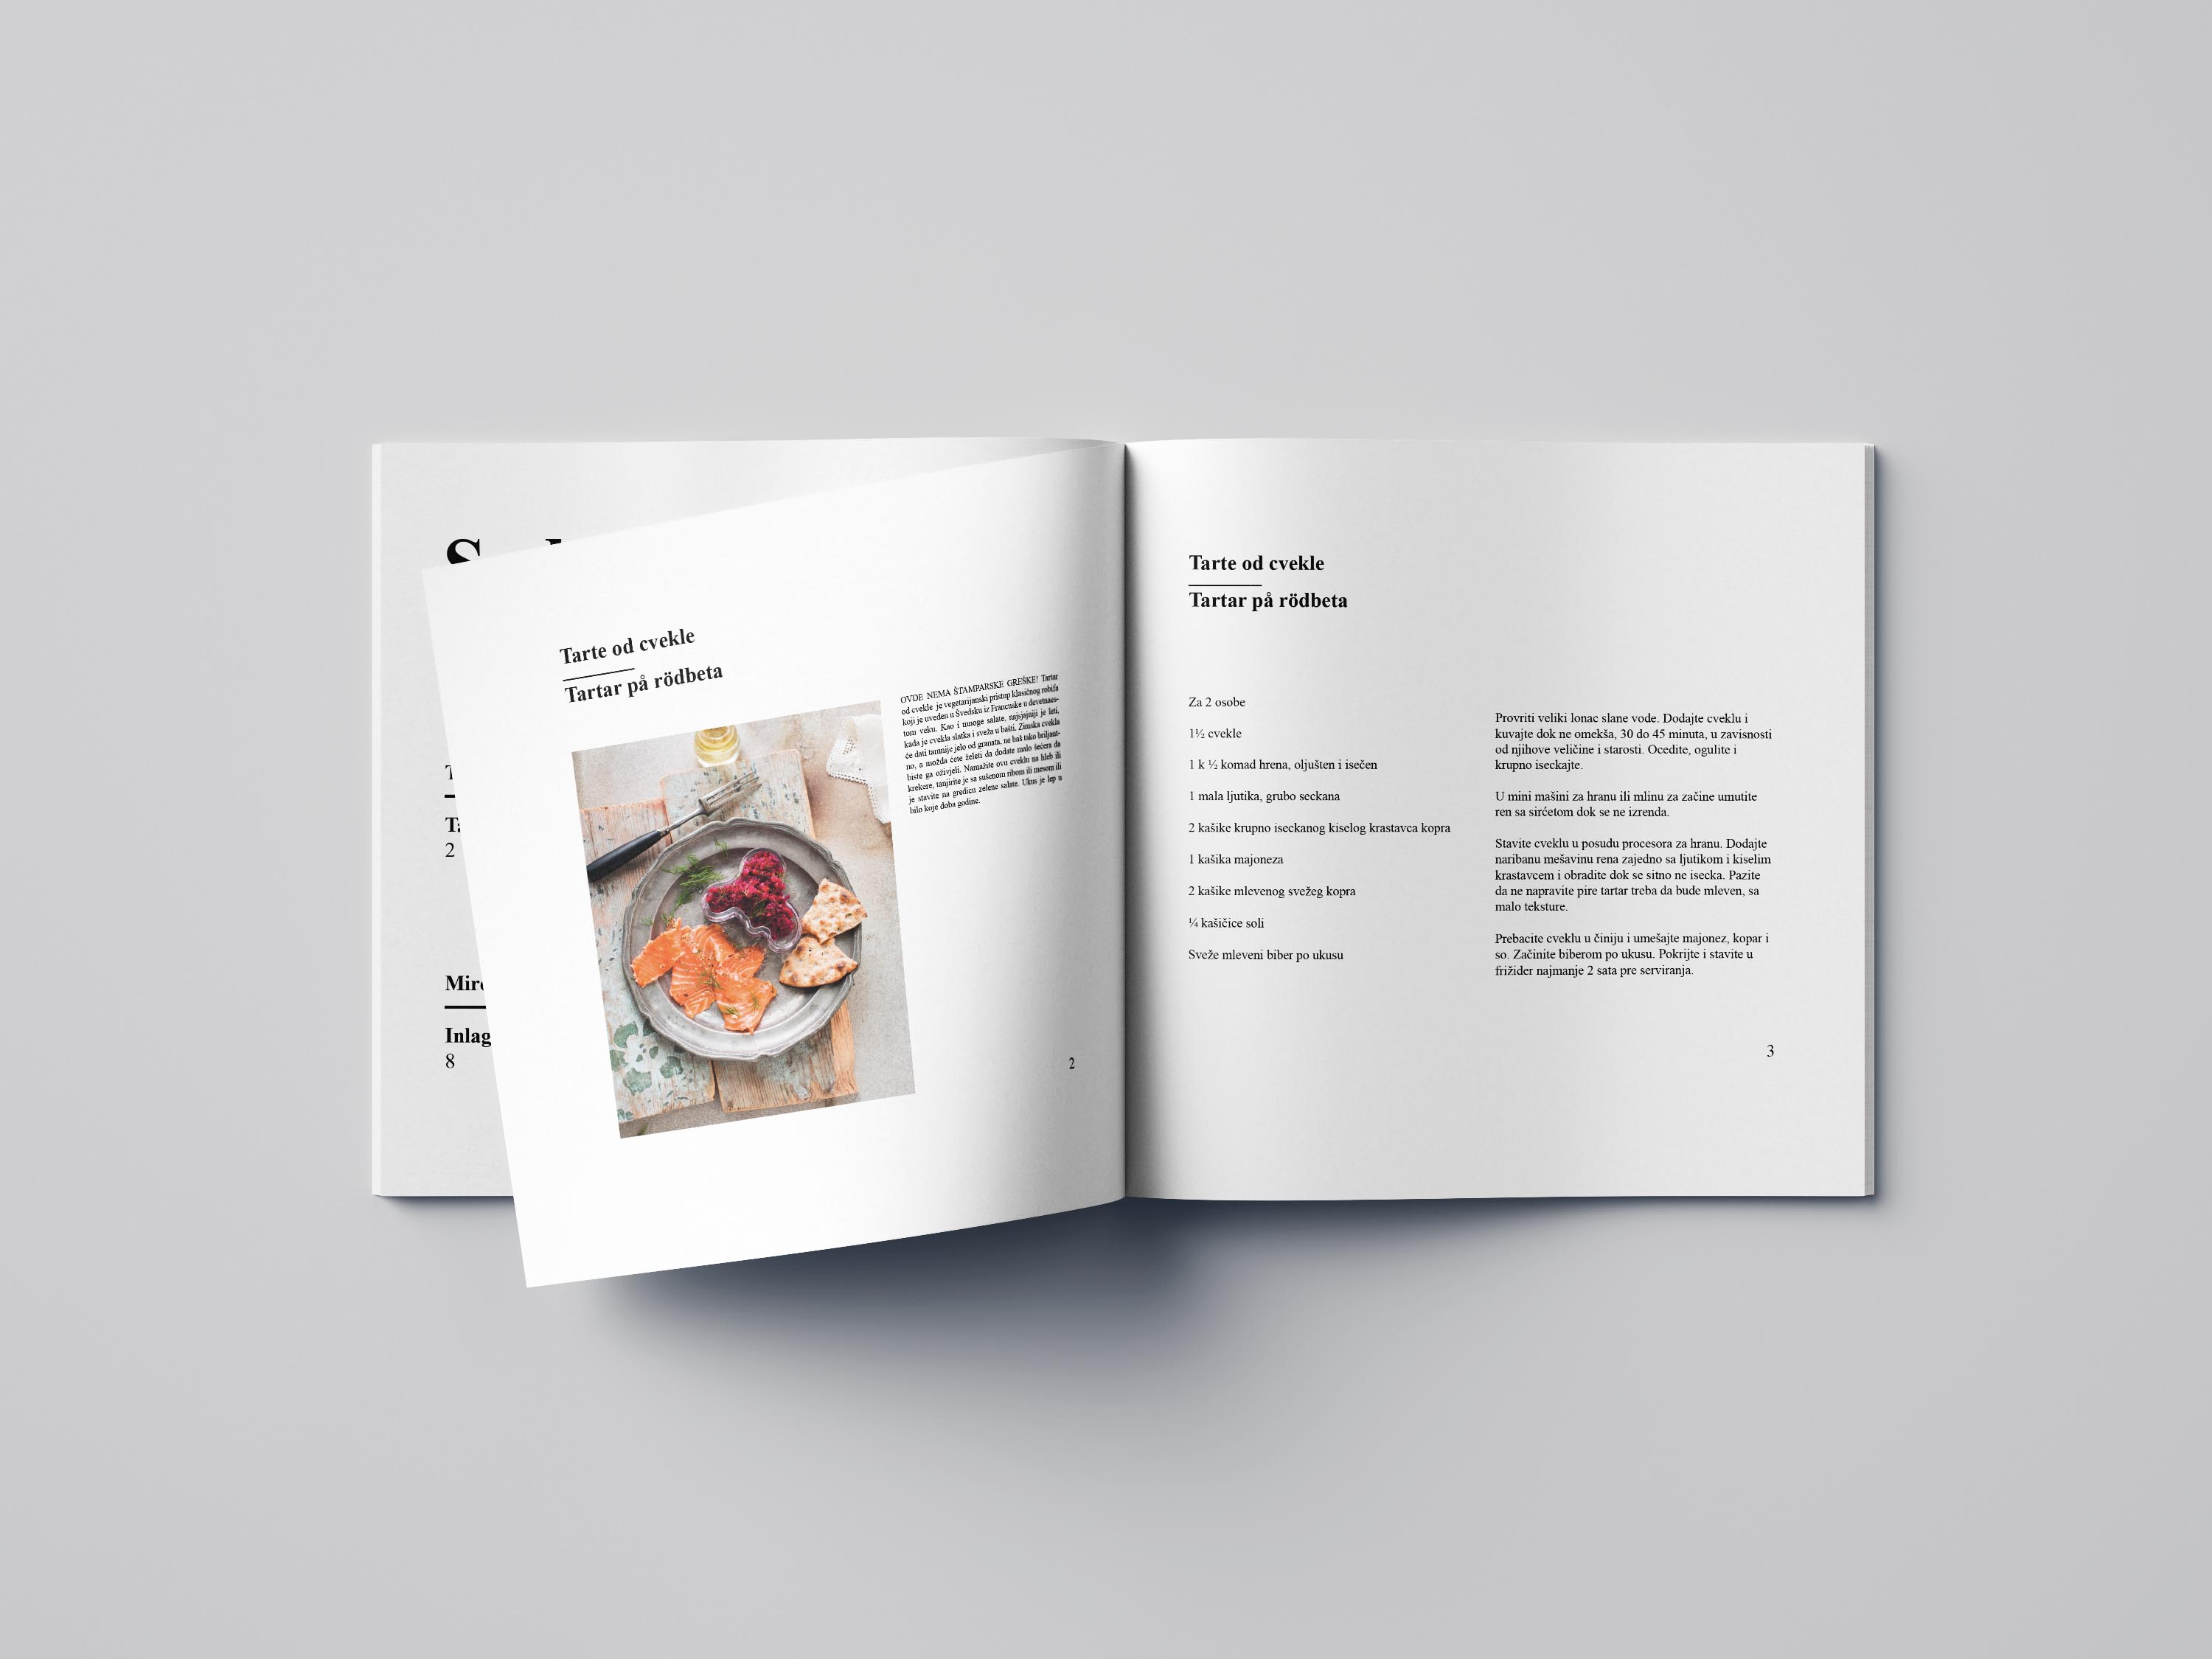 Tarte od cvekle
Tartar på rödbeta
OVDE NEMA ŠTAMPARSKE GREŠKE! Tartar
od cvekle je vegetarijanski pristup klasičnog robifa
koji je uveden u Švedsku iz Francuske u devetnaes-
tom veku. Kao i mnoge salate, najsjajniji je leti,
kada je cvekla slatka i sveža u bašti. Zimska cvekla
će dati tamnije jelo od granata, ne baš tako briljant-
no, a možda ćete želeti da dodate malo šećera da
biste ga oživjeli. Namažite ovu cveklu na hleb ili
krekere, tanjirite je sa sušenom ribom ili mesom ili
je stavite na gredicu zelene salate. Ukus je lep u
bilo koje doba godine.
2
2
Inlag
8
Tarte od cvekle
Tartar på rödbeta
Za 2 osobe
1½ cvekle
1 k ½ komad hrena, oljušten i isečen
1 mala ljutika, grubo seckana
2 kašike krupno iseckanog kiselog krastavca kopra
1 kašika majoneza
2 kašike mlevenog svežeg kopra
¼ kašičice soli
Sveže mleveni biber po ukusu
Provriti veliki lonac slane vode. Dodajte cveklu i
kuvajte dok ne omekša, 30 do 45 minuta, u zavisnosti
od njihove veličine i starosti. Ocedite, ogulite i
krupno iseckajte.
U mini mašini za hranu ili mlinu za začine umutite
ren sa sirćetom dok se ne izrenda.
Stavite cveklu u posudu procesora za hranu. Dodajte
naribanu mešavinu rena zajedno sa ljutikom i kiselim
krastavcem i obradite dok se sitno ne isecka. Pazite
da ne napravite pire tartar treba da bude mleven, sa
malo teksture.
Prebacite cveklu u činiju i umešajte majonez, kopar i
so. Začinite biberom po ukusu. Pokrijte i stavite u
frižider najmanje 2 sata pre serviranja.
3